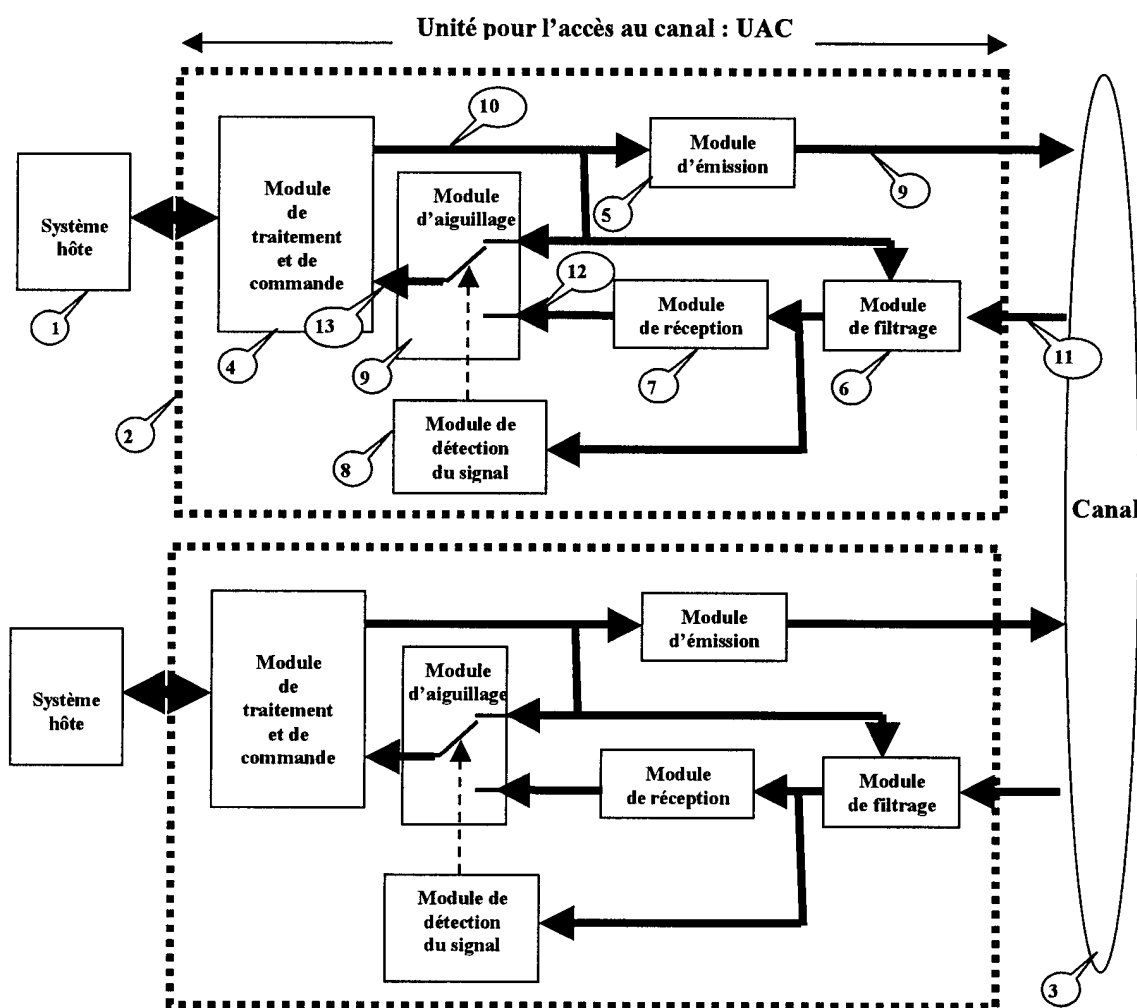 Unité pour l'accès au canal : UAC
10
Module
d'émission
9
5
Module
de
traitement
et de
commande
Module
d'aiguillage
Système
hôte
1
12
13
Module
de réception
Module
de filtrage
11
4
9
7
6
2
8
Module de
détection
du signal
Canal
Module
d'émission
Module
de
traitement
et de
commande
Module
d'aiguillage
Système
hôte
Module
de réception
Module
de filtrage
Module de
détection
du signal
3